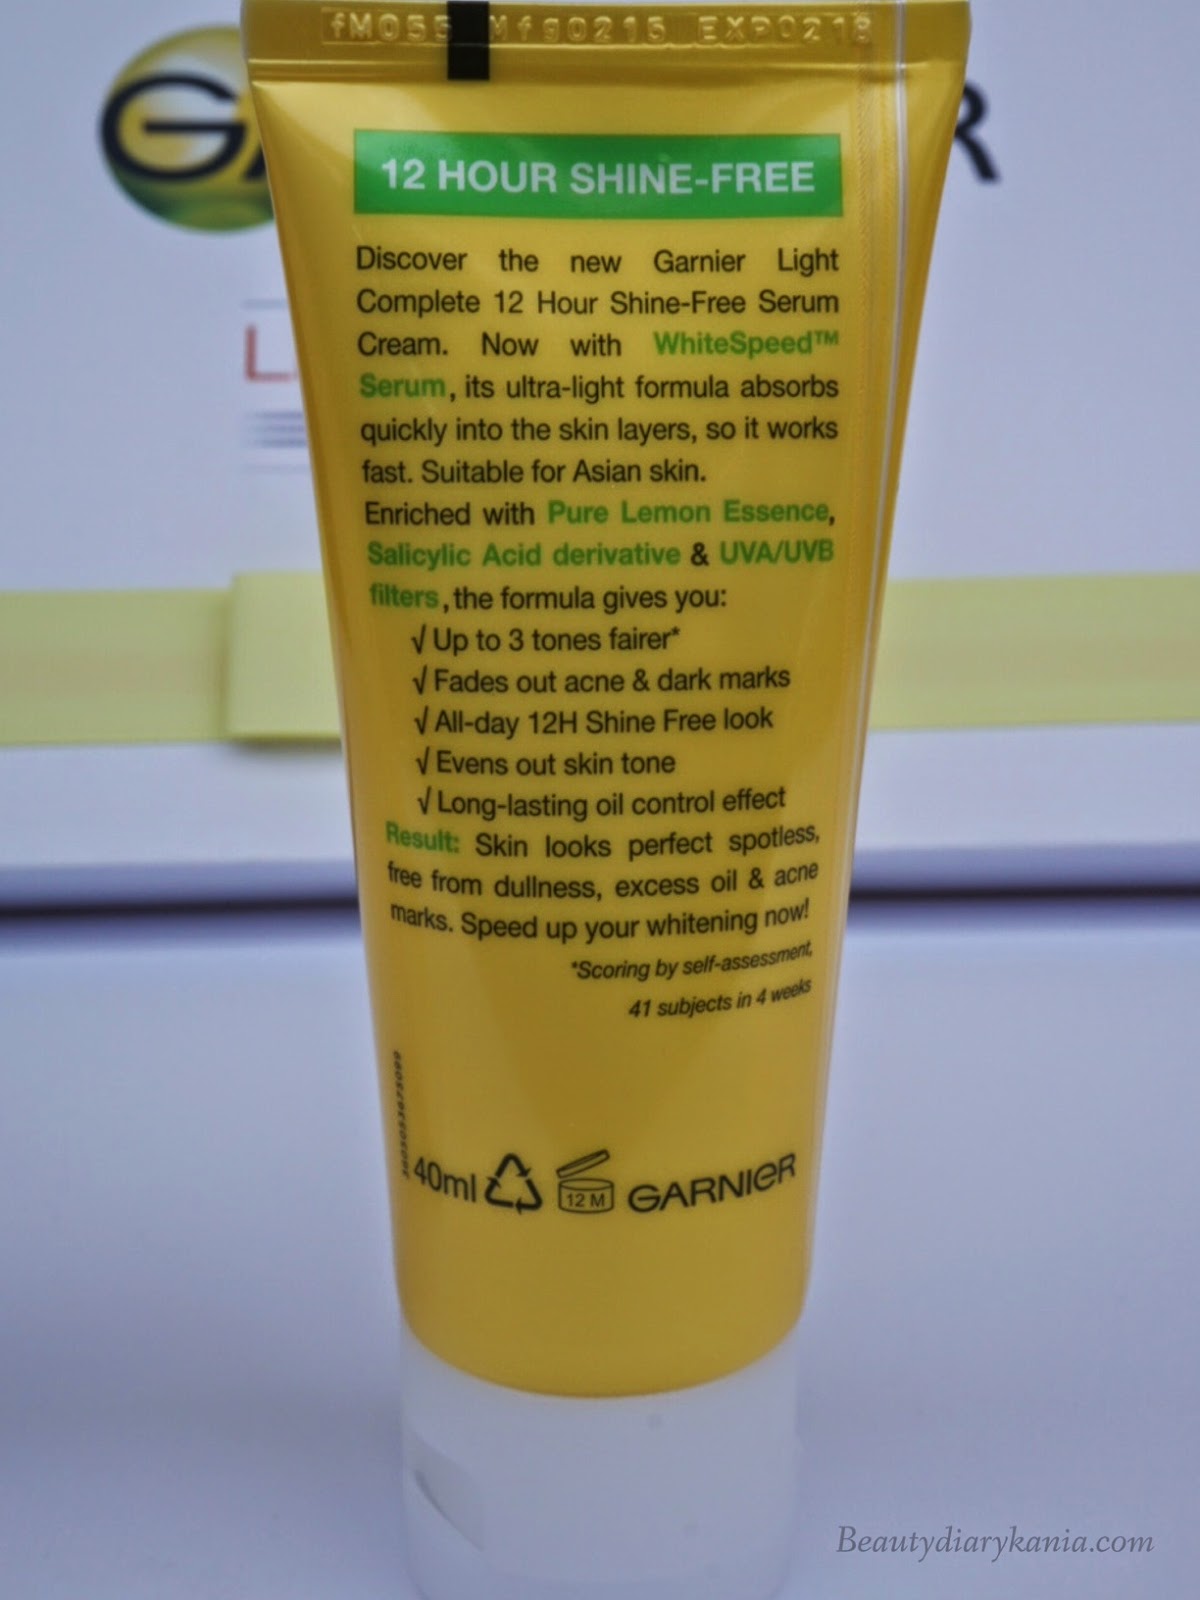 fM055 Mfg0215 EXP0218
GA R
12 HOUR SHINE-FREE
Discover the new Garnier Light
Complete 12 Hour Shine-Free Serum
Cream. Now with WhiteSpeed™
Serum, its ultra-light formula absorbs
quickly into the skin layers, so it works
fast. Suitable for Asian skin.
Enriched with Pure Lemon Essence,
Salicylic Acid derivative & UVA/UVB
filters, the formula gives you:
√ Up to 3 tones fairer*
√ Fades out acne & dark marks
√ All-day 12H Shine Free look
√ Evens out skin tone
√ Long-lasting oil control effect
Result: Skin looks perfect spotless,
free from dullness, excess oil & acne
marks. Speed up your whitening now!
*Scoring by self-assessment,
41 subjects in 4 weeks
40ml 12 M GARNIER
Beautydiarykania.com